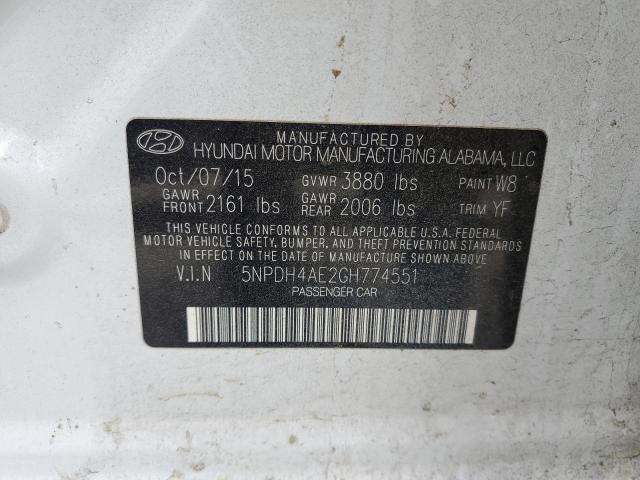 MANUFACTURED BY
HYUNDAI MOTOR MANUFACTURING ALABAMA, LLC
Oct/07/15 GVWR 3880 lbs PAINT W8
GAWR FRONT 2161 lbs GAWR REAR 2006 lbs TRIM YF
THIS VEHICLE CONFORMS TO ALL APPLICABLE U.S.A. FEDERAL
MOTOR VEHICLE SAFETY, BUMPER, AND THEFT PREVENTION STANDARDS
IN EFFECT ON THE DATE OF MANUFACTURE SHOWN ABOVE
V.I.N 5NPDH4AE2GH774551
PASSENGER CAR